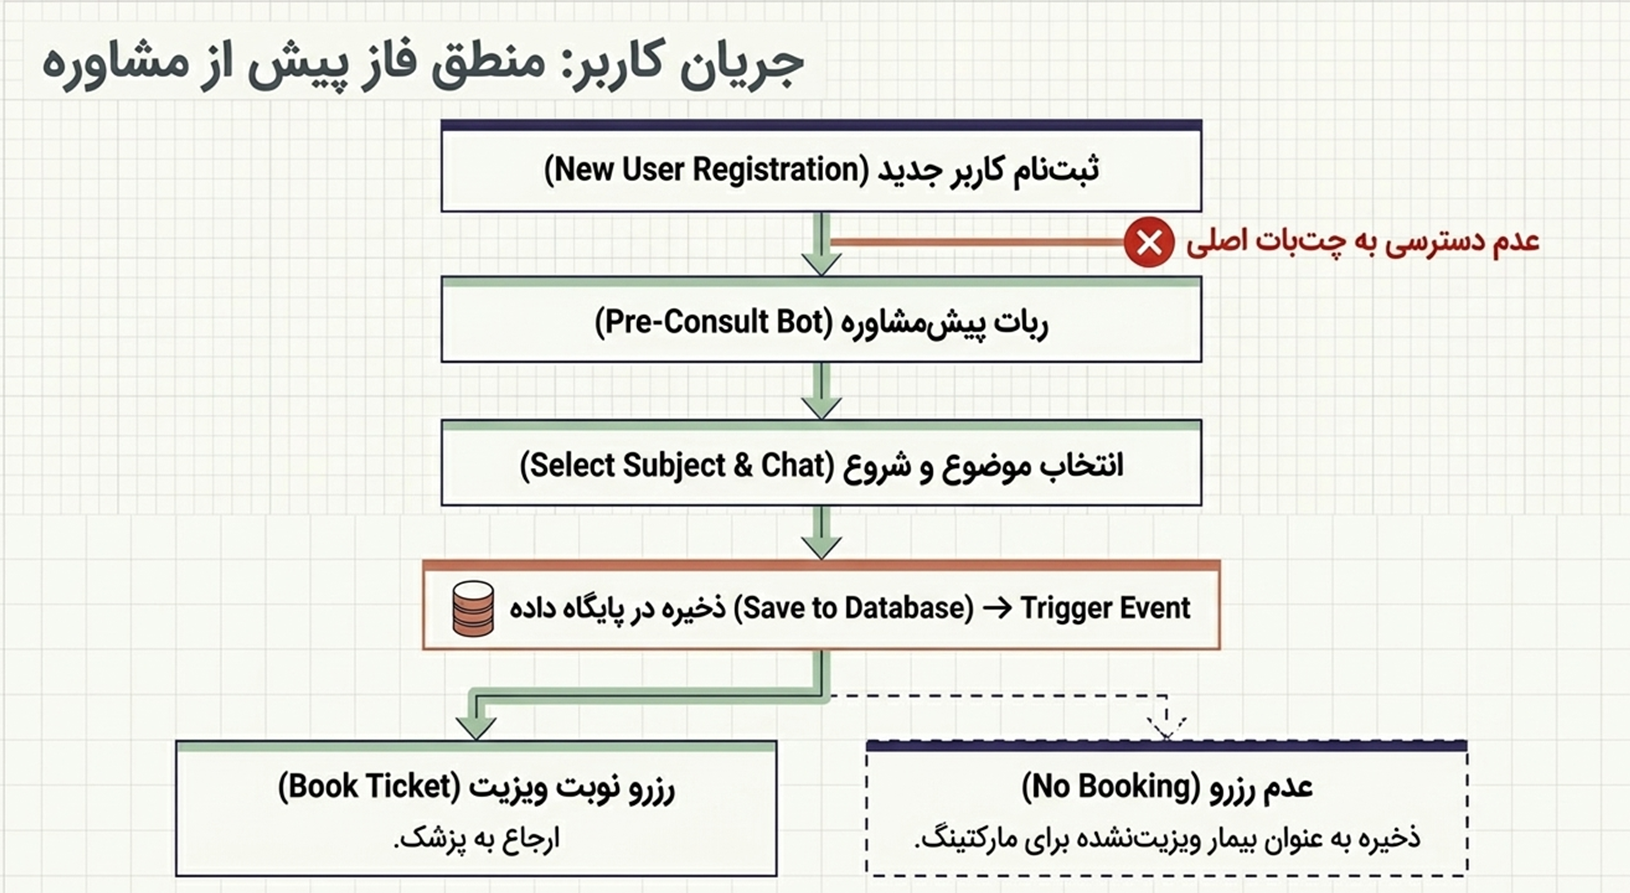 جریان کاربر: منطق فاز پیش از مشاوره
ثبت‌نام کاربر جدید (New User Registration)
عدم دسترسی به چت‌بات اصلی
ربات پیش‌مشاوره (Pre-Consult Bot)
انتخاب موضوع و شروع (Select Subject & Chat)
ذخیره در پایگاه داده (Save to Database) → Trigger Event
رزرو نوبت ویزیت (Book Ticket)
ارجاع به پزشک.
عدم رزرو (No Booking)
ذخیره به عنوان بیمار ویزیت‌نشده برای مارکتینگ.